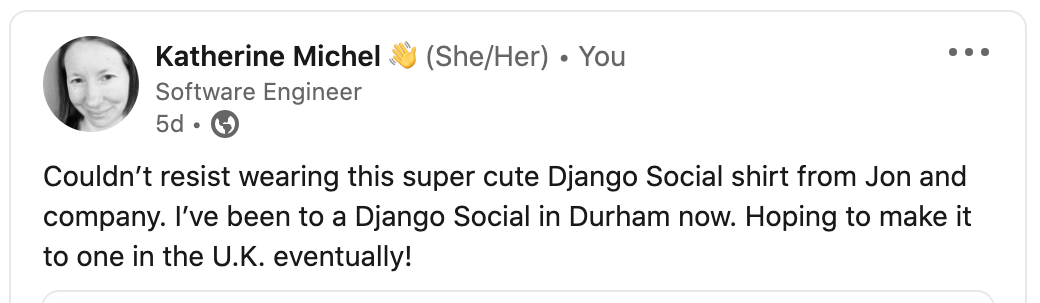 Katherine Michel 👋 (She/Her) • You
Software Engineer
5d •
Couldn’t resist wearing this super cute Django Social shirt from Jon and
company. I’ve been to a Django Social in Durham now. Hoping to make it
to one in the U.K. eventually!